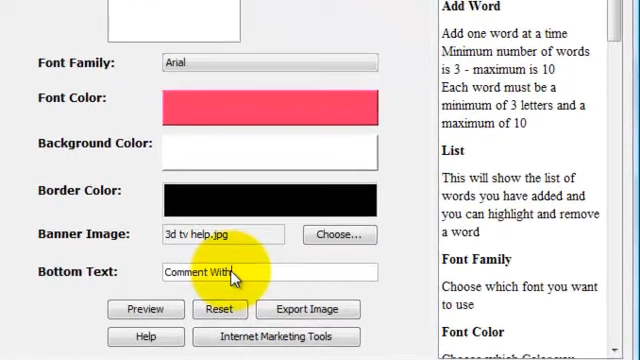 Add Word
Add one word at a time
Minimum number of words
is 3 - maximum is 10
Each word must be a
minimum of 3 letters and a
maximum of 10
List
This will show the list of
words you have added and
you can highlight and remove
a word
Font Family
Choose which font you want
to use
Font Color
Choose which Color you
Font Family:
Arial
Font Color:
Background Color:
Border Color:
Banner Image:
3d tv help.jpg
Choose...
Bottom Text:
Comment With
Preview
Reset
Export Image
Help
Internet Marketing Tools